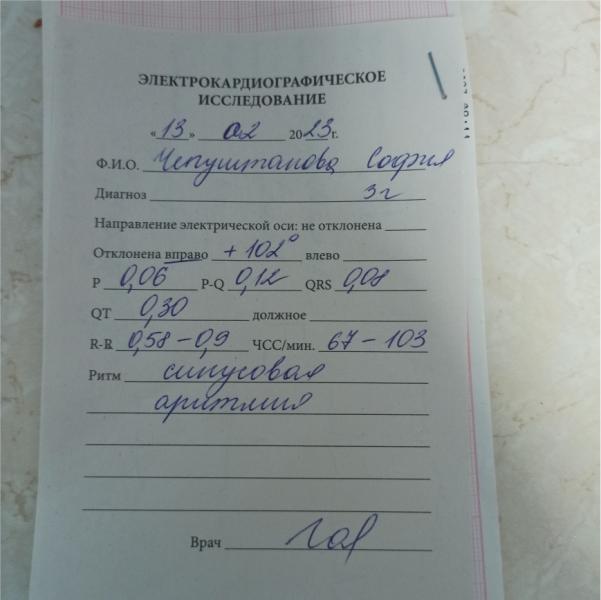 ЭЛЕКТРОКАРДИОГРАФИЧЕСКОЕ
ИССЛЕДОВАНИЕ
«13» 02 2023г.
Ф.И.О. Чепуштанова София
Диагноз 3г
Направление электрической оси: не отклонена
Отклонена вправо +102° влево
P 0,06 P-Q 0,12 QRS 0,08
QT 0,30 должное
R-R 0,58-0,9 ЧСС/мин. 67-103
Ритм синусовая
аритмия
Врач